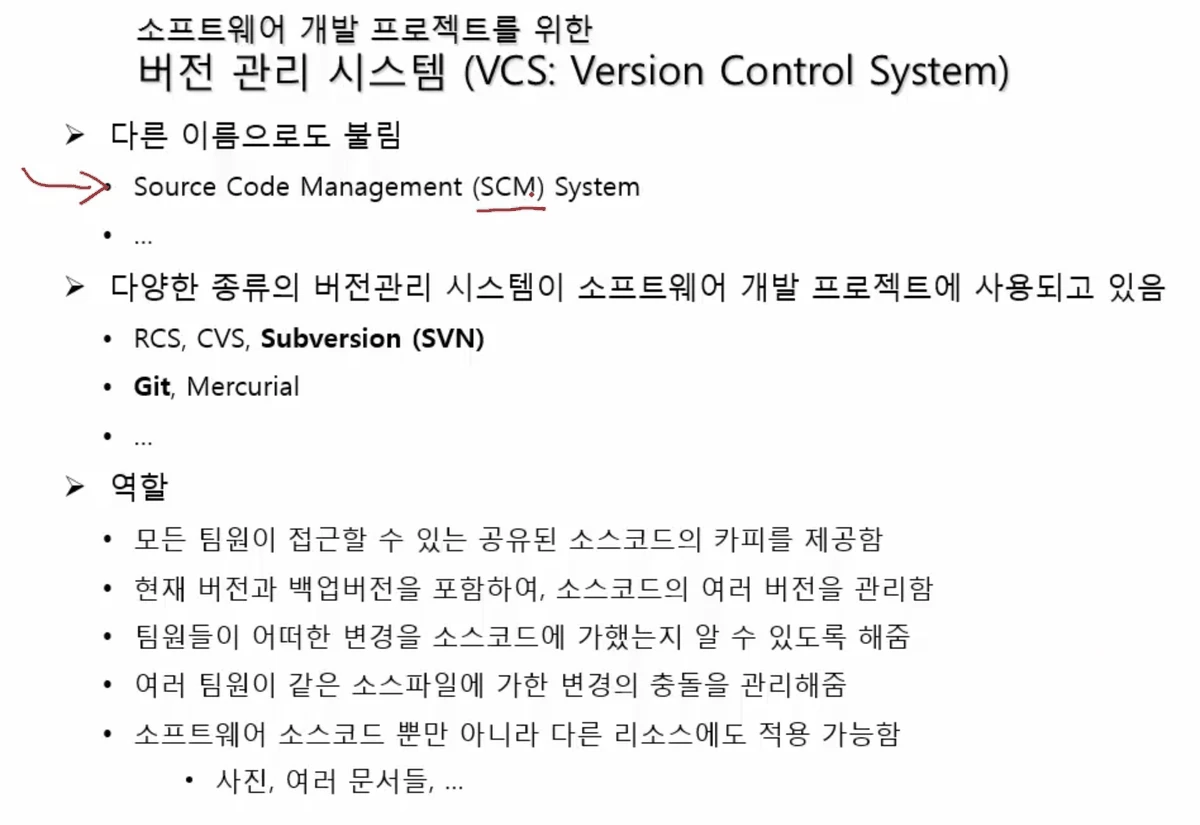 소프트웨어 개발 프로젝트를 위한
버전 관리 시스템 (VCS: Version Control System)
➢ 다른 이름으로도 불림
• Source Code Management (SCM) System
• ...
➢ 다양한 종류의 버전관리 시스템이 소프트웨어 개발 프로젝트에 사용되고 있음
• RCS, CVS, Subversion (SVN)
• Git, Mercurial
• ...
➢ 역할
• 모든 팀원이 접근할 수 있는 공유된 소스코드의 카피를 제공함
• 현재 버전과 백업버전을 포함하여, 소스코드의 여러 버전을 관리함
• 팀원들이 어떠한 변경을 소스코드에 가했는지 알 수 있도록 해줌
• 여러 팀원이 같은 소스파일에 가한 변경의 충돌을 관리해줌
• 소프트웨어 소스코드 뿐만 아니라 다른 리소스에도 적용 가능함
• 사진, 여러 문서들, ...